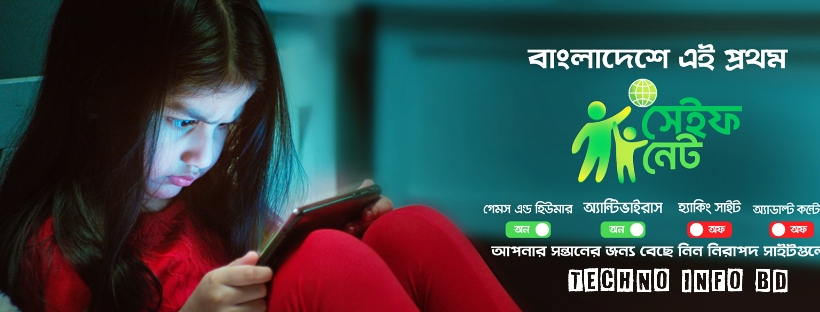 বাংলাদেশে এই প্রথম
সেইফ
নেট
গেমস এন্ড হিউমার অ্যান্টিভাইরাস হ্যাকিং সাইট অ্যাডাল্ট
অন অন অফ অফ
আপনার সন্তানের জন্য বেছে নিন নিরাপদ
TECHNO INFO BD